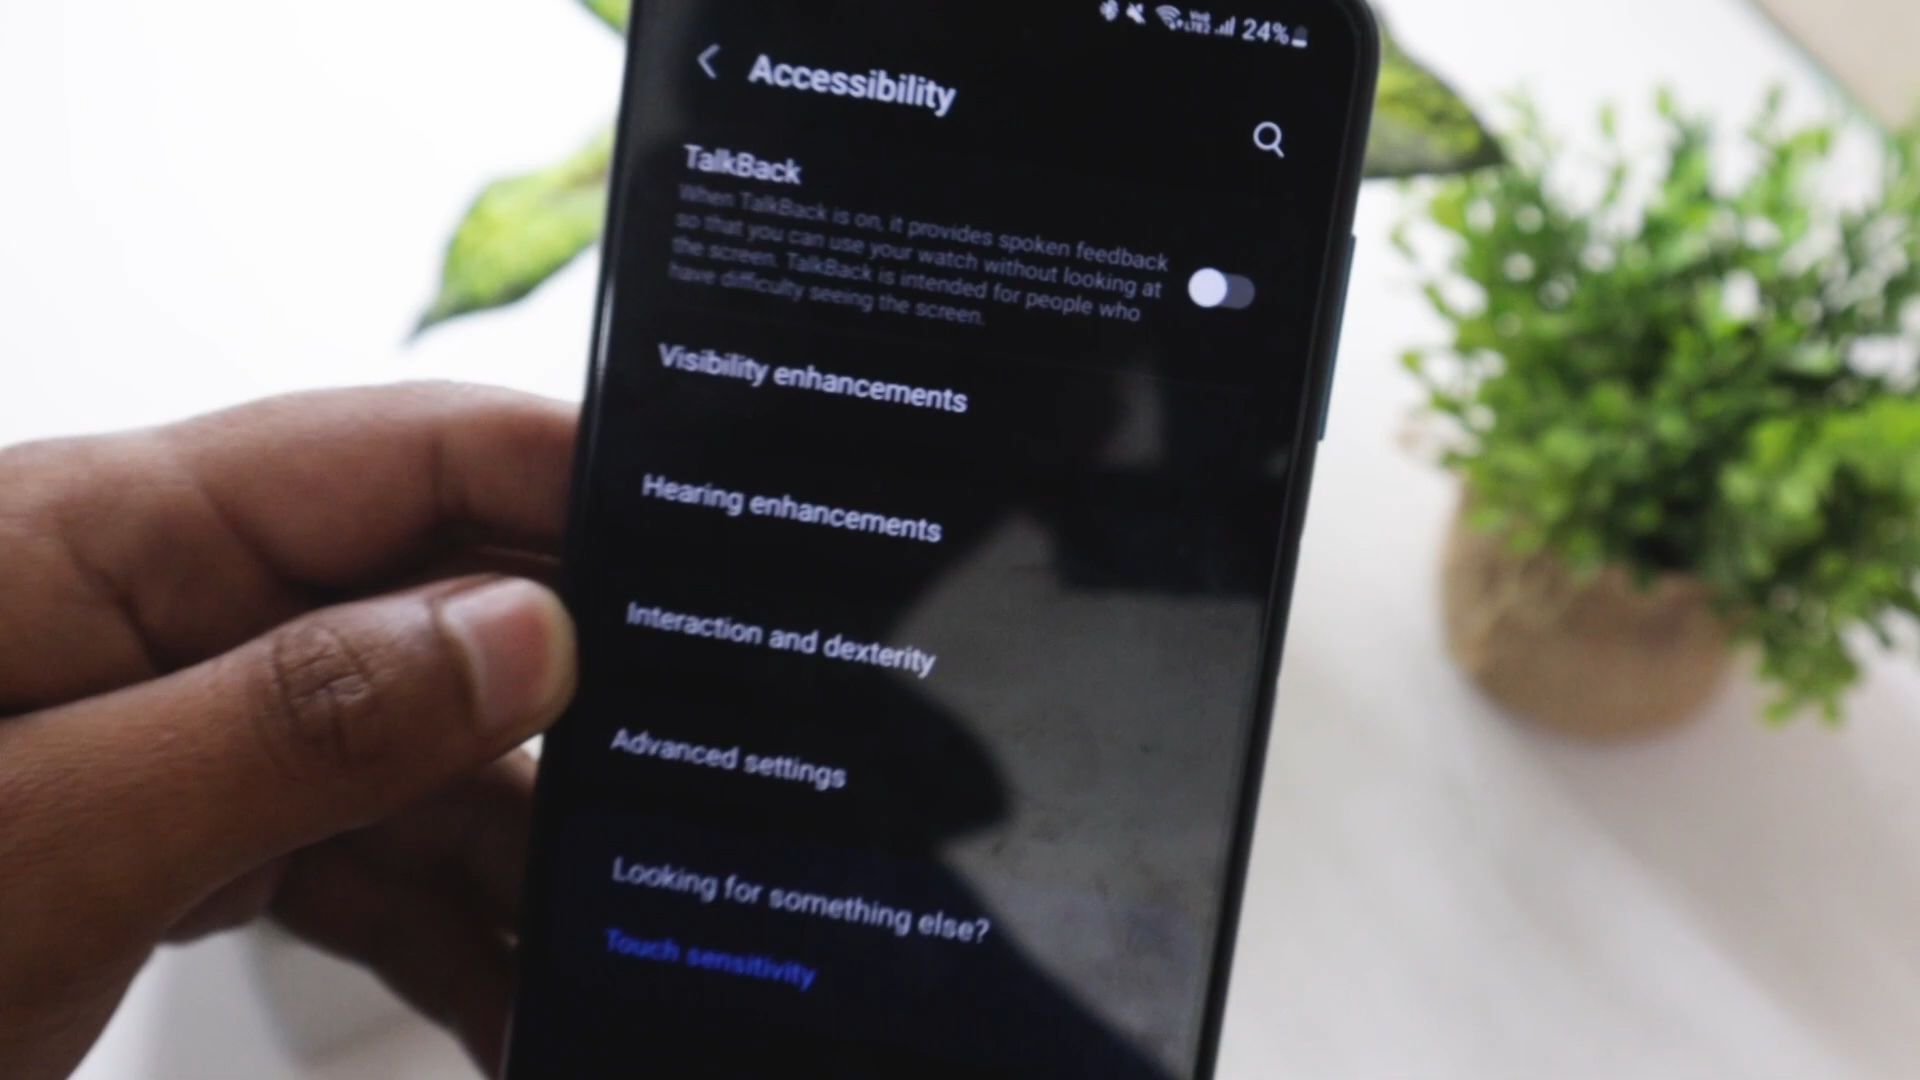 24%
Accessibility
TalkBack
When TalkBack is on, it provides spoken feedback
so that you can use your watch without looking at
the screen. TalkBack is intended for people who
have difficulty seeing the screen.
Visibility enhancements
Hearing enhancements
Interaction and dexterity
Advanced settings
Looking for something else?
Touch sensitivity